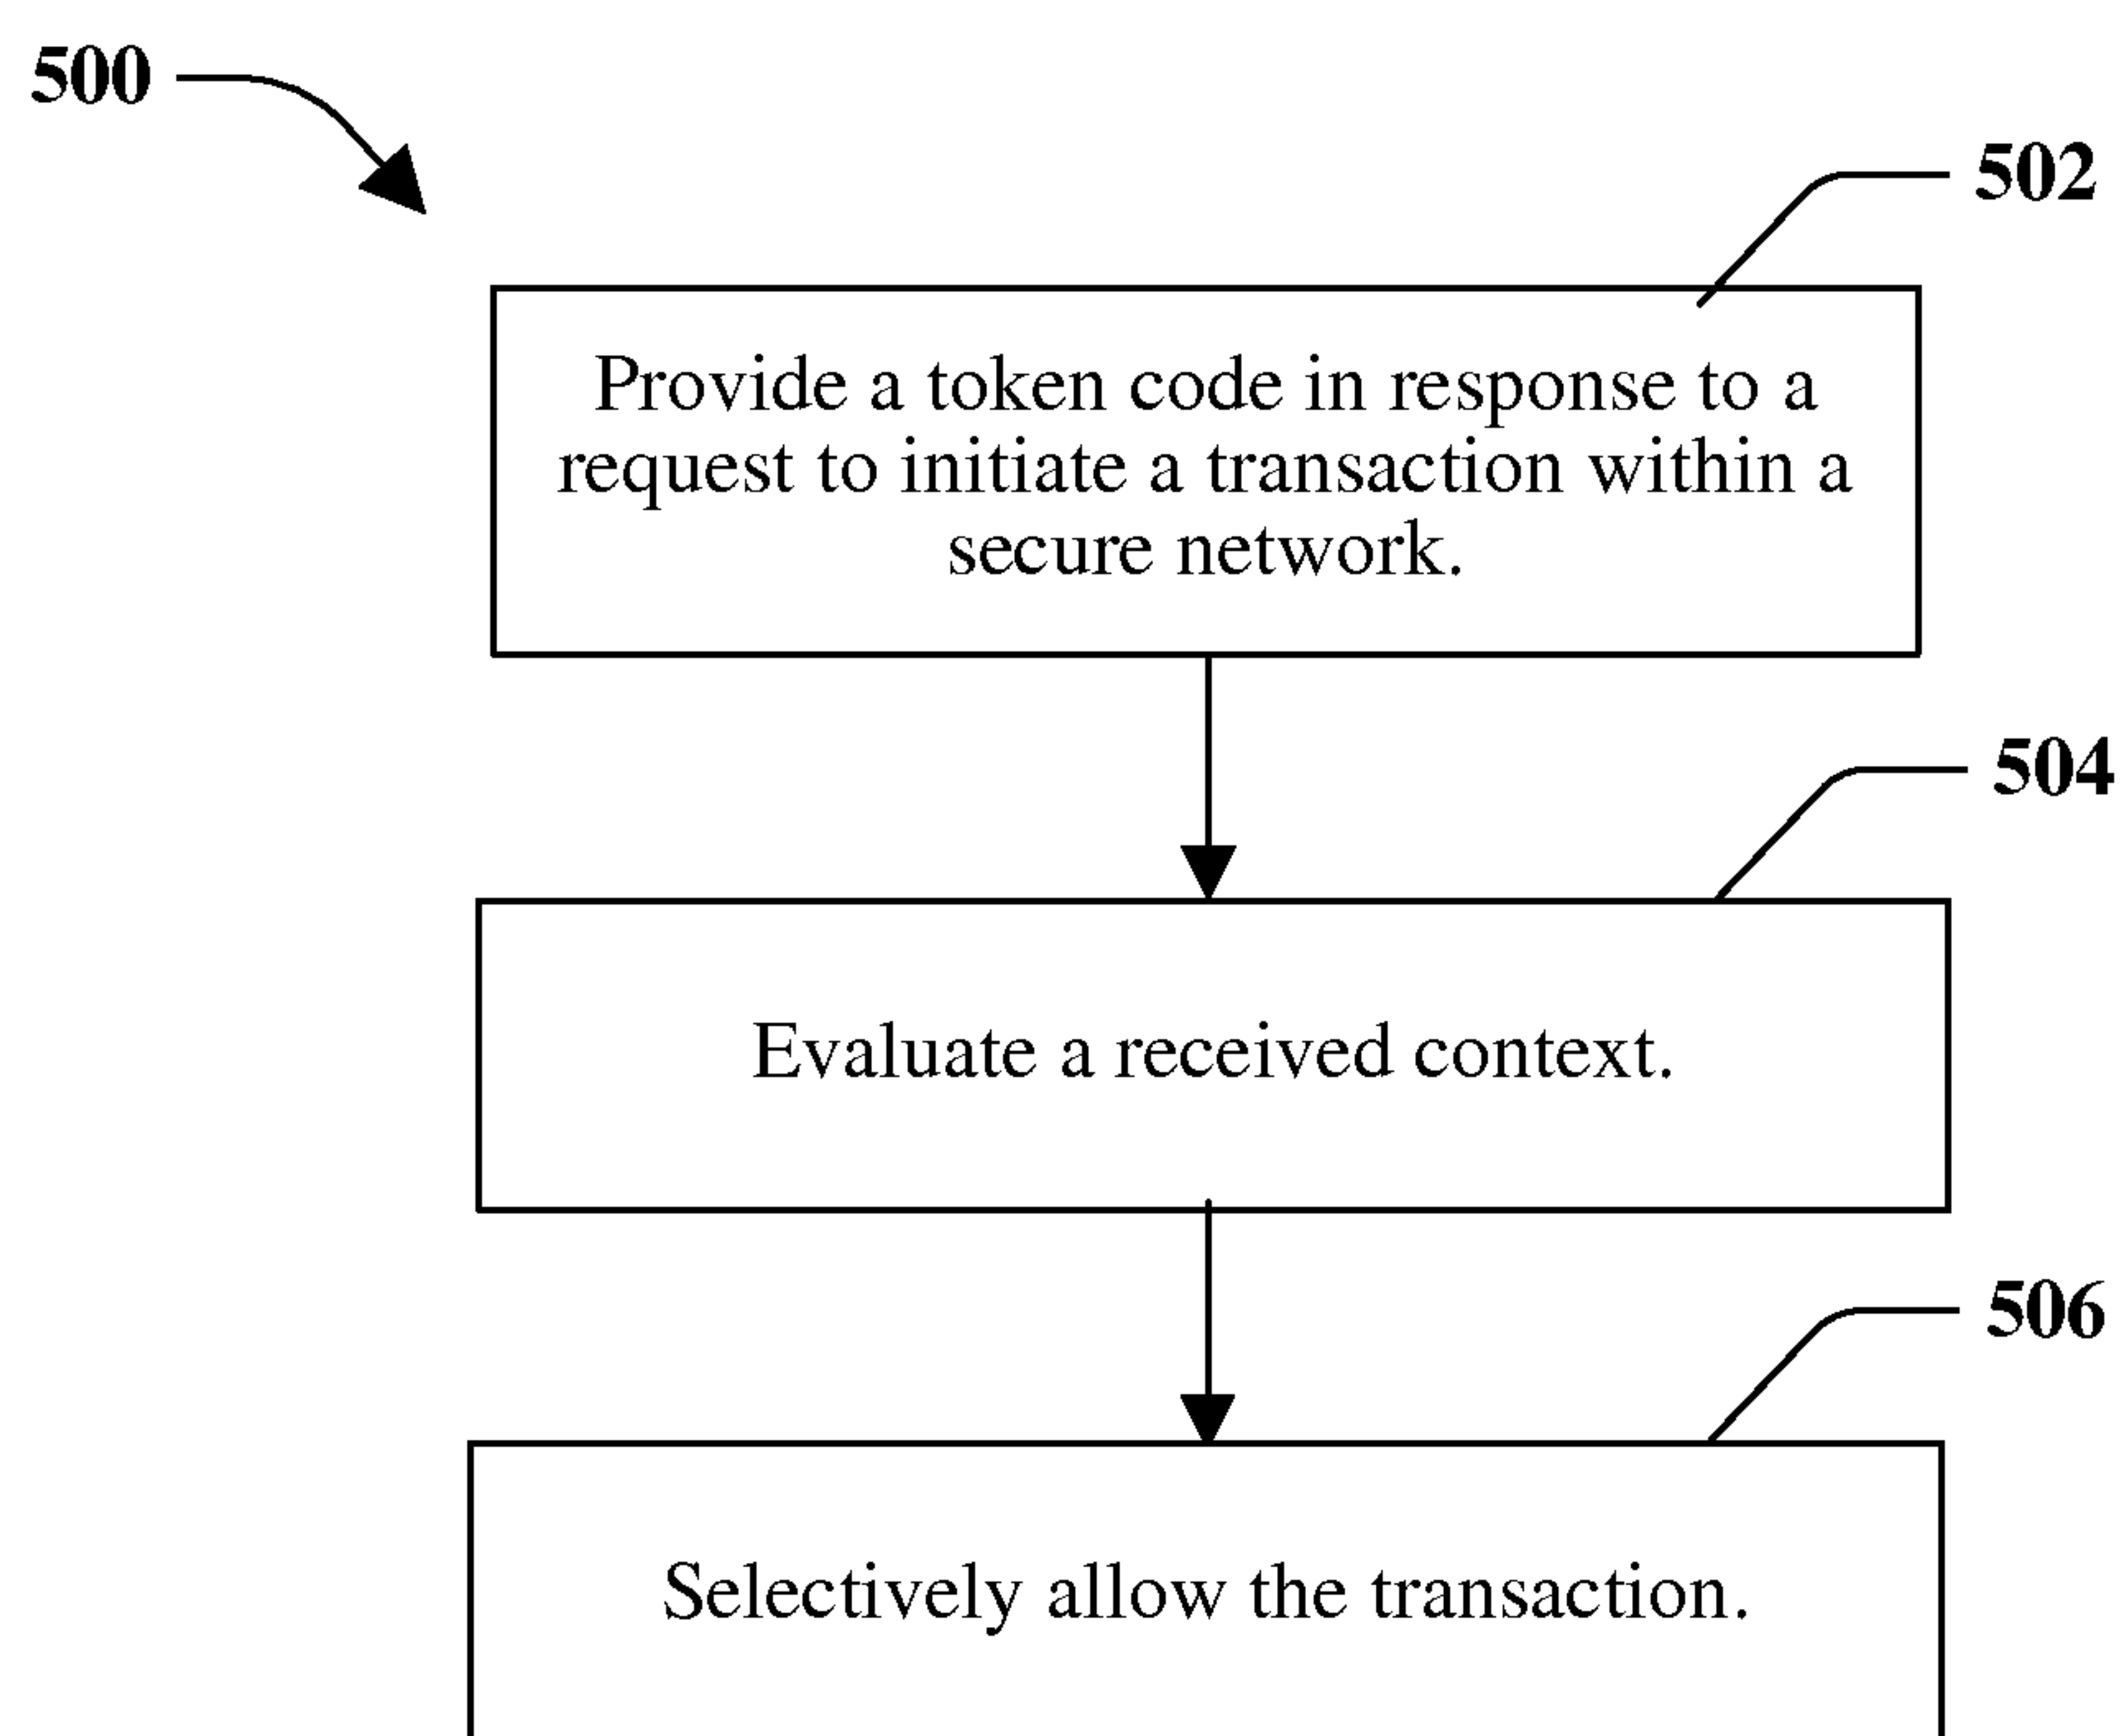 500
502
Provide a token code in response to a
request to initiate a transaction within a
secure network.
504
Evaluate a received context.
506
Selectively allow the transaction.